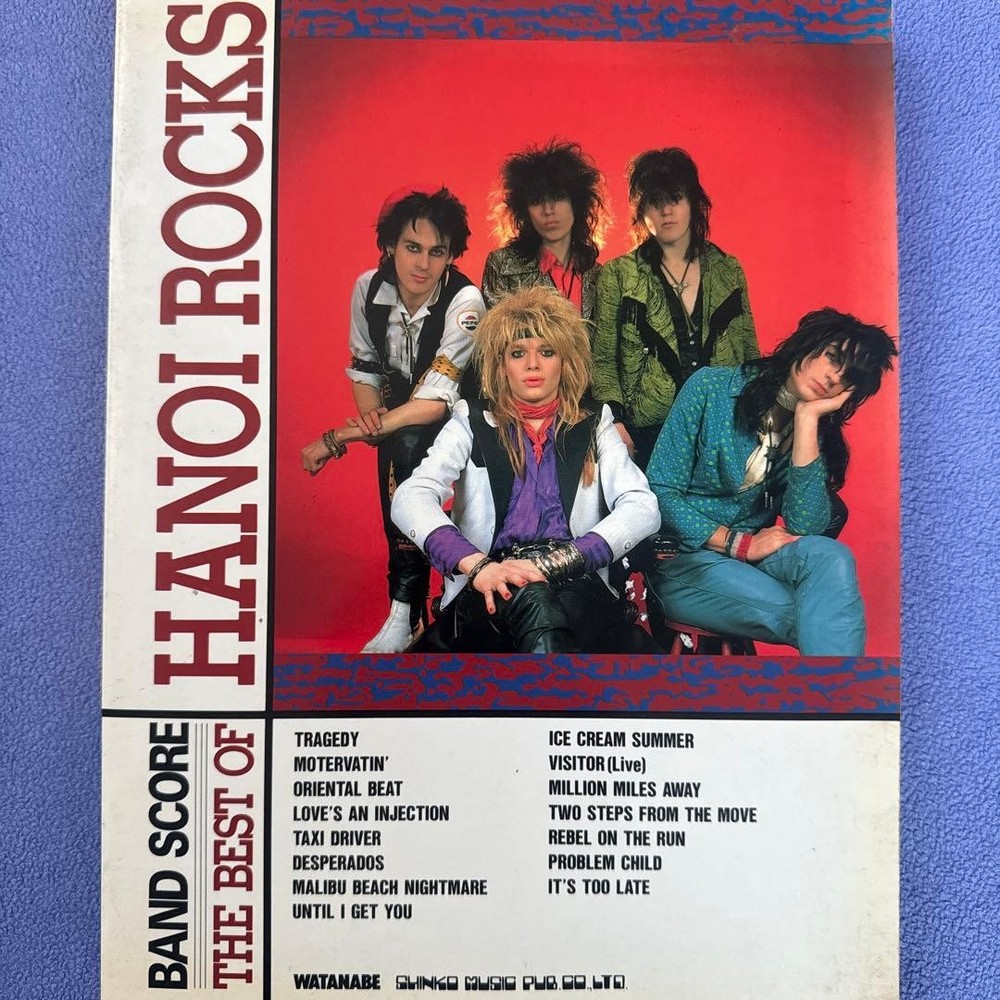 HANOI ROCKS
THE BEST OF
BAND SCORE
PEPSI
TRAGEDY
MOTERVATIN'
ORIENTAL BEAT
LOVE'S AN INJECTION
TAXI DRIVER
DESPERADOS
MALIBU BEACH NIGHTMARE
UNTIL I GET YOU
ICE CREAM SUMMER
VISITOR (Live)
MILLION MILES AWAY
TWO STEPS FROM THE MOVE
REBEL ON THE RUN
PROBLEM CHILD
IT'S TOO LATE
WATANABE SHINKO MUSIC PUB. CO., LTD.